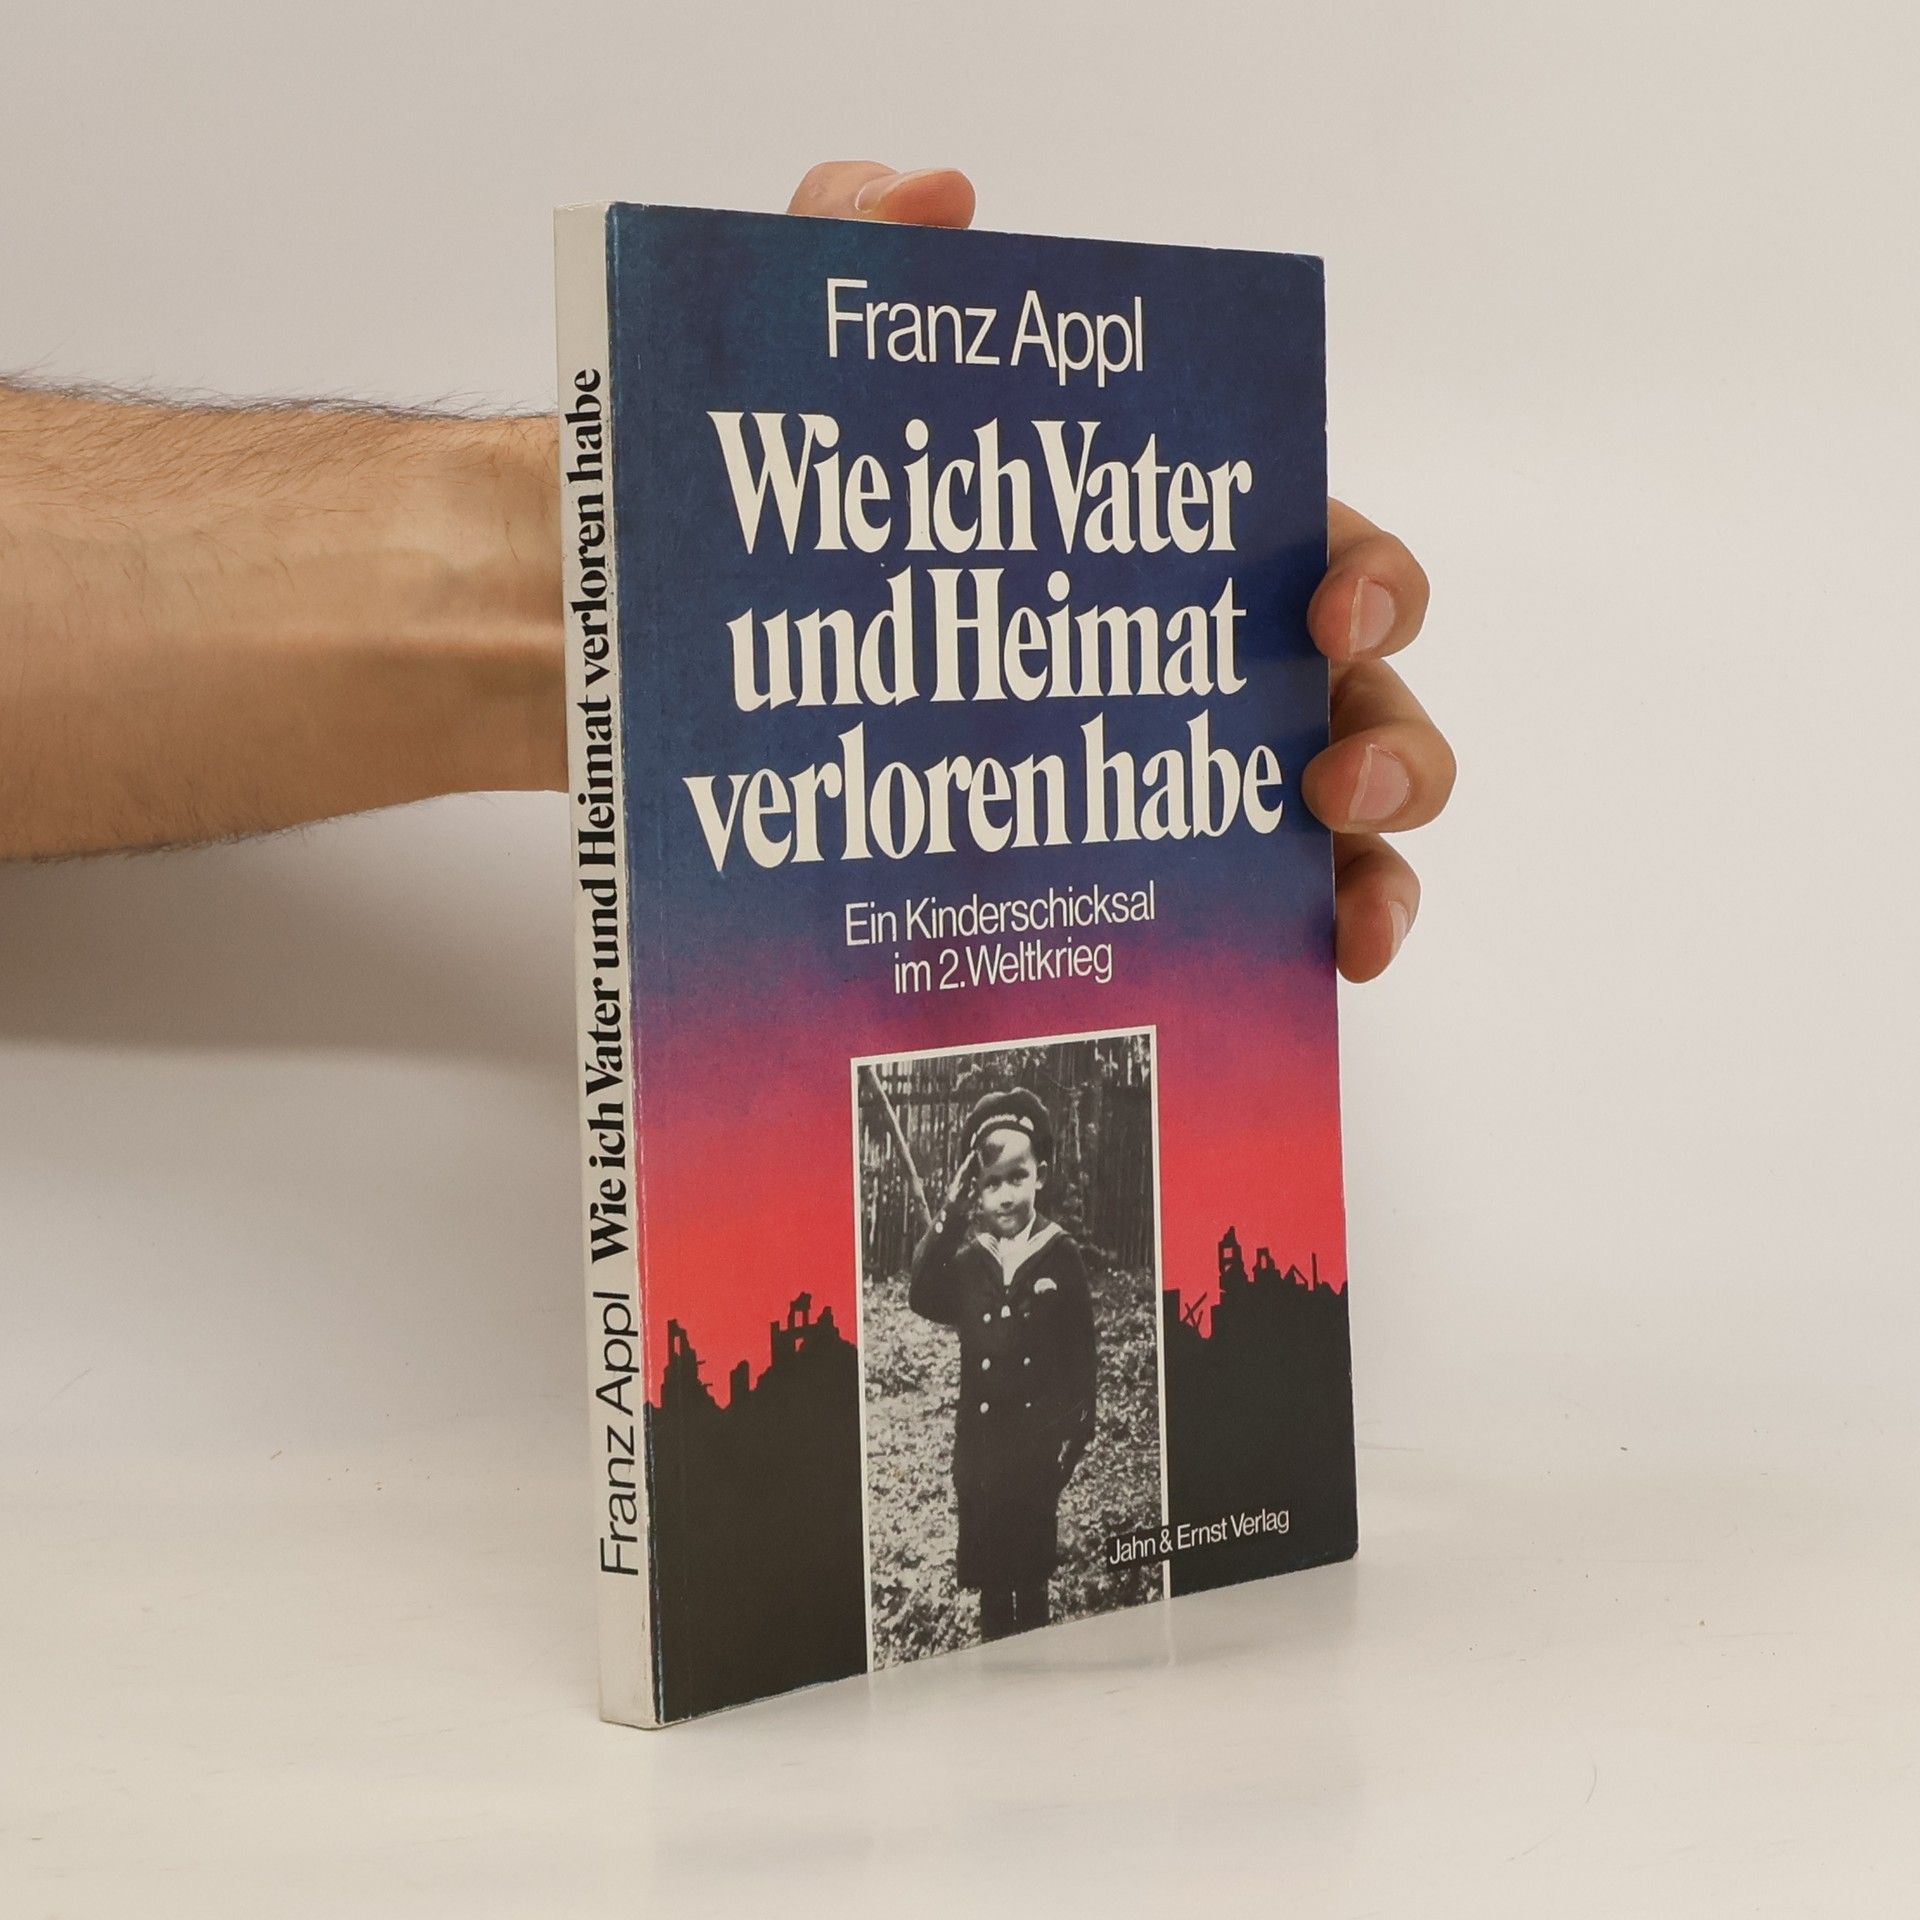 Franz Appl Wie ich Vater und Heimat verloren habe
Franz Appl
Wie ich Vater
und Heimat
verloren habe
Ein Kinderschicksal
im 2. Weltkrieg
Jahn & Ernst Verlag